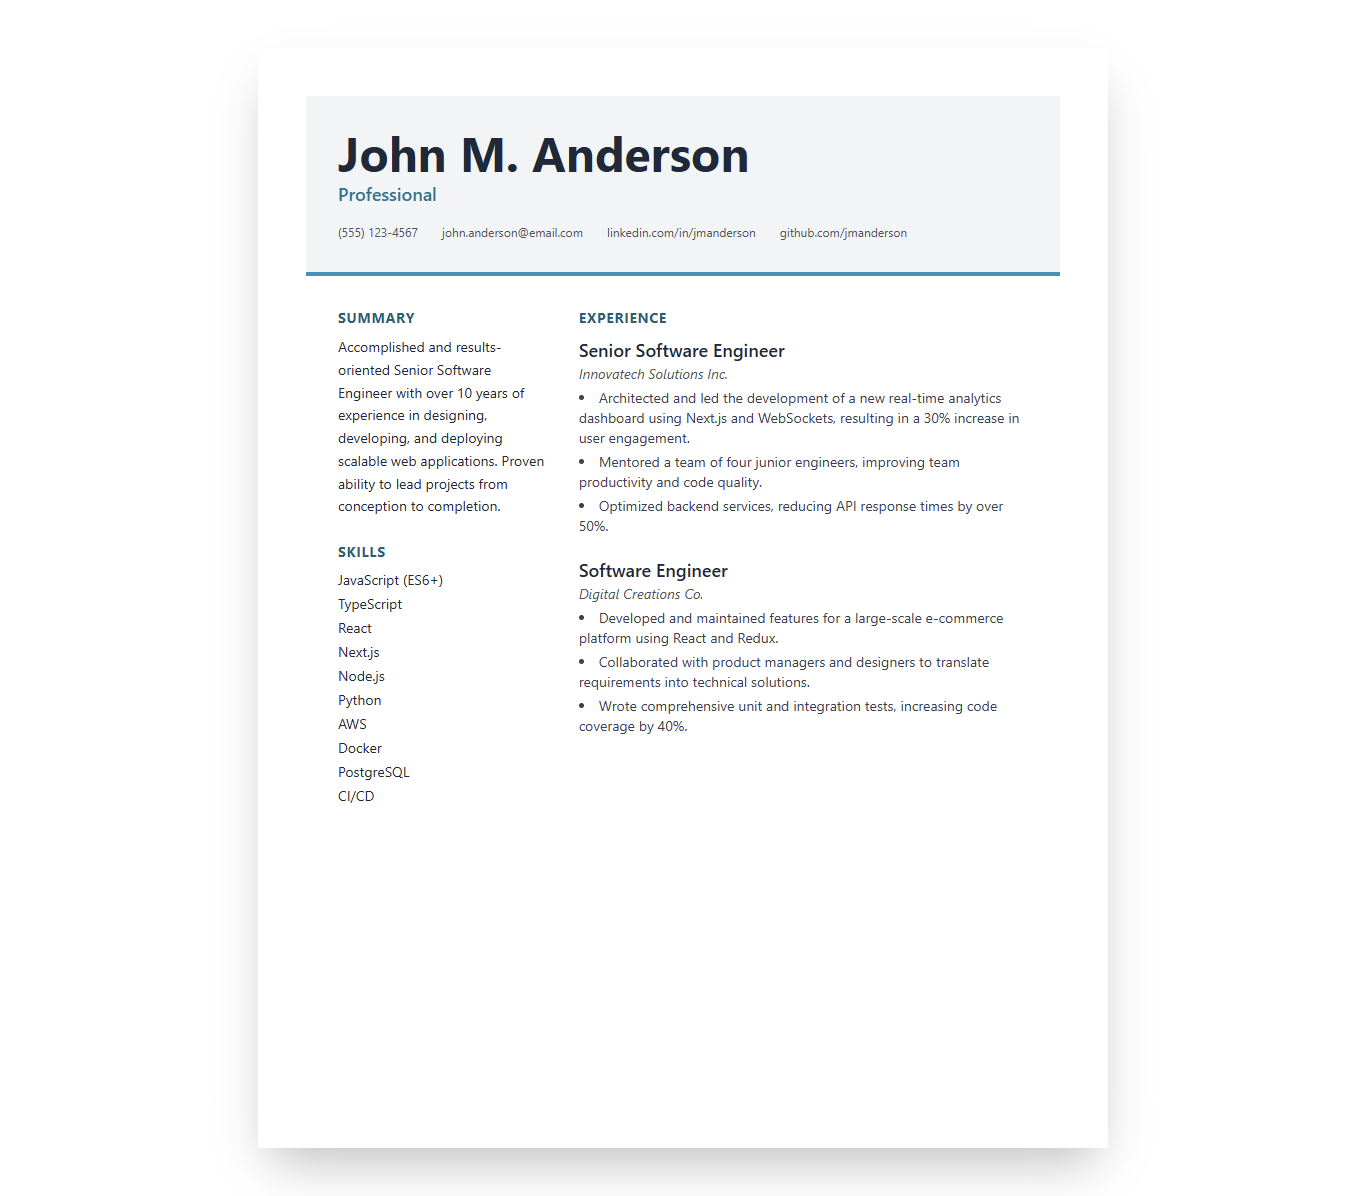 John M. Anderson
Professional
(555) 123-4567 john.anderson@email.com linkedin.com/in/jmanderson github.com/jmanderson
SUMMARY
Accomplished and results-
oriented Senior Software
Engineer with over 10 years of
experience in designing,
developing, and deploying
scalable web applications. Proven
ability to lead projects from
conception to completion.
SKILLS
JavaScript (ES6+)
TypeScript
React
Next.js
Node.js
Python
AWS
Docker
PostgreSQL
CI/CD
EXPERIENCE
Senior Software Engineer
Innovatech Solutions Inc.
• Architected and led the development of a new real-time analytics
dashboard using Next.js and WebSockets, resulting in a 30% increase in
user engagement.
• Mentored a team of four junior engineers, improving team
productivity and code quality.
• Optimized backend services, reducing API response times by over
50%.
Software Engineer
Digital Creations Co.
• Developed and maintained features for a large-scale e-commerce
platform using React and Redux.
• Collaborated with product managers and designers to translate
requirements into technical solutions.
• Wrote comprehensive unit and integration tests, increasing code
coverage by 40%.